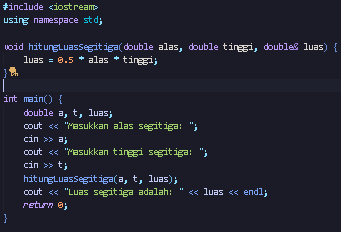 #include <iostream>
using namespace std;
void hitungLuasSegitiga(double alas, double tinggi, double& luas) {
luas = 0.5 * alas * tinggi;
}
int main() {
double a, t, luas;
cout << "Masukkan alas segitiga: ";
cin >> a;
cout << "Masukkan tinggi segitiga: ";
cin >> t;
hitungLuasSegitiga(a, t, luas);
cout << "Luas segitiga adalah: " << luas << endl;
return 0;
}